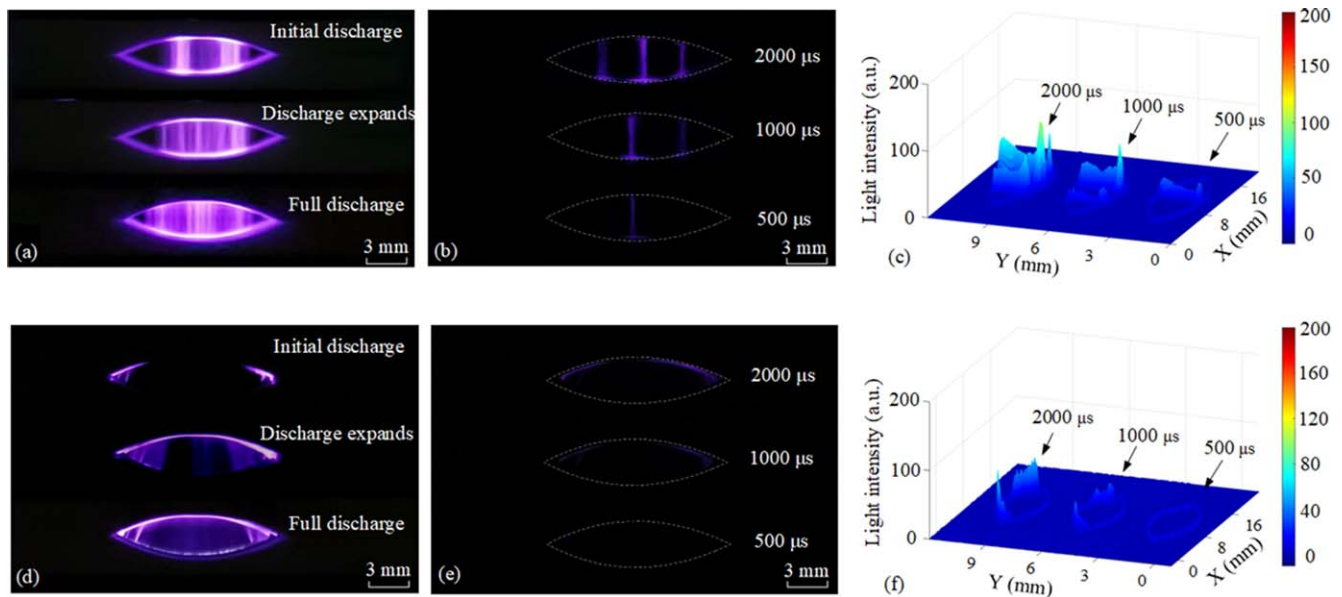 Initial discharge
Discharge expands
Full discharge
3 mm
(a)
2000 μs
1000 μs
500 μs
3 mm
(b)
200
150
100
50
0
Light intensity (a.u.)
200
100
0
2000 μs
1000 μs
500 μs
9
6
3
0
Y (mm)
0
8
16
X (mm)
(c)
Initial discharge
Discharge expands
Full discharge
3 mm
(d)
2000 μs
1000 μs
500 μs
3 mm
(e)
200
160
140
120
100
80
60
40
20
0
Light intensity (a.u.)
200
100
0
2000 μs
1000 μs
500 μs
9
6
3
0
Y (mm)
0
8
16
X (mm)
(f)